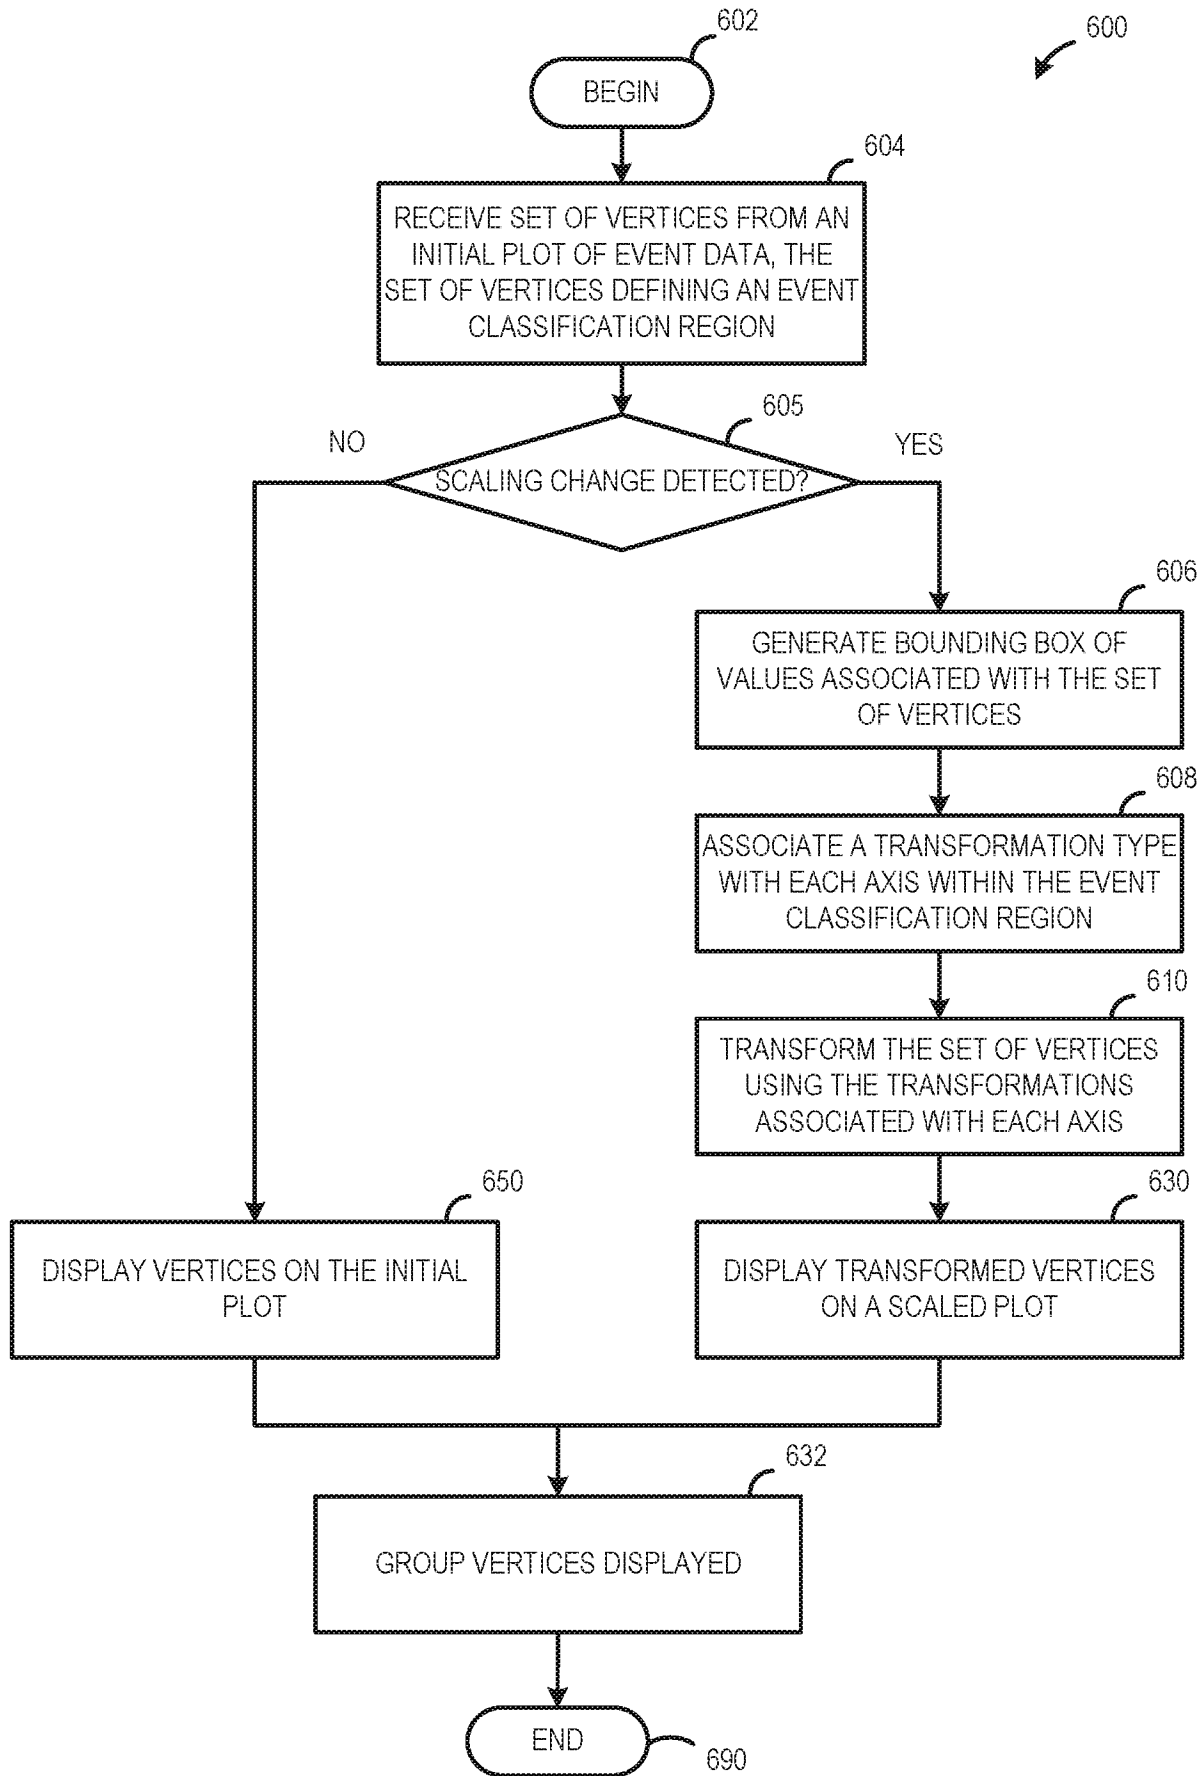 602
600
BEGIN
604
RECEIVE SET OF VERTICES FROM AN
INITIAL PLOT OF EVENT DATA, THE
SET OF VERTICES DEFINING AN EVENT
CLASSIFICATION REGION
605
NO
YES
SCALING CHANGE DETECTED?
606
GENERATE BOUNDING BOX OF
VALUES ASSOCIATED WITH THE SET
OF VERTICES
608
ASSOCIATE A TRANSFORMATION TYPE
WITH EACH AXIS WITHIN THE EVENT
CLASSIFICATION REGION
610
TRANSFORM THE SET OF VERTICES
USING THE TRANSFORMATIONS
ASSOCIATED WITH EACH AXIS
650
DISPLAY VERTICES ON THE INITIAL
PLOT
630
DISPLAY TRANSFORMED VERTICES
ON A SCALED PLOT
632
GROUP VERTICES DISPLAYED
END
690